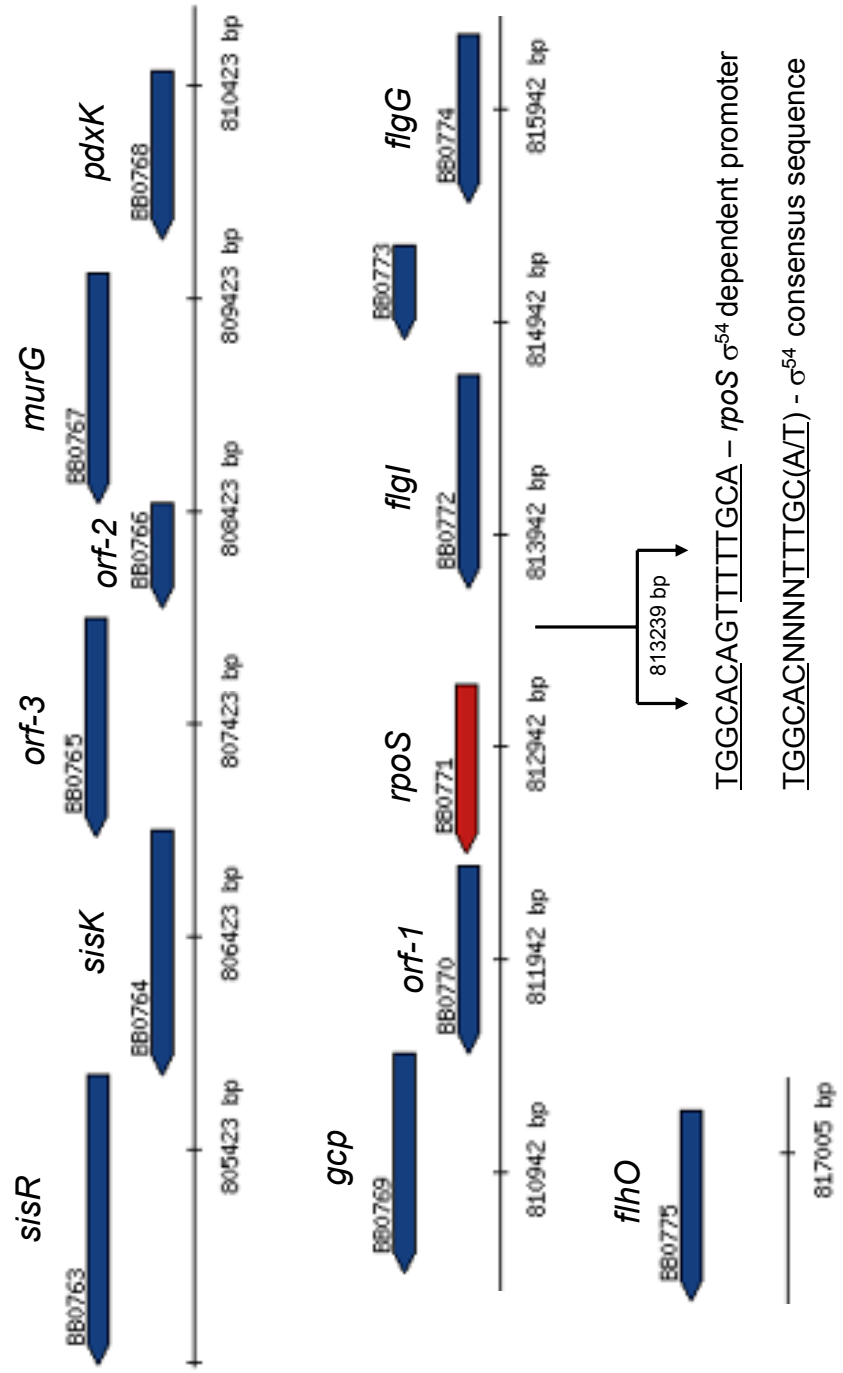 sisR sisK orf-3 orf-2 murG pdxK
BB0763 BB0764 BB0765 BB0766 BB0767 BB0768
805423 bp 806423 bp 807423 bp 808423 bp 809423 bp 810423 bp
gcp orf-1 rpoS flgI flgG
BB0769 BB0770 BB0771 BB0772 BB0773 BB0774
810942 bp 811942 bp 812942 bp 813942 bp 814942 bp 815942 bp
flhO
BB0775
817005 bp
813239 bp
TGGCACAGTTTTTTGCA – rpoS σ54 dependent promoter
TGGCACNNNNTTTGC(A/T) - σ54 consensus sequence